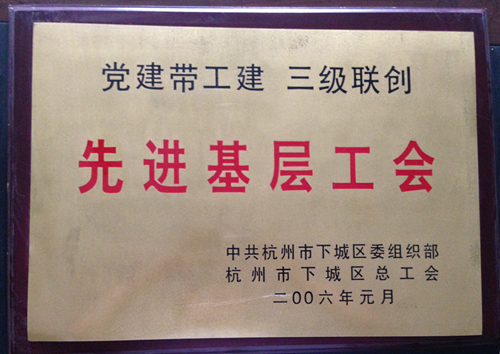 党建带工建 三级联创
先进基层工会
中共杭州市下城区委组织部
杭州市下城区总工会
二00六年元月